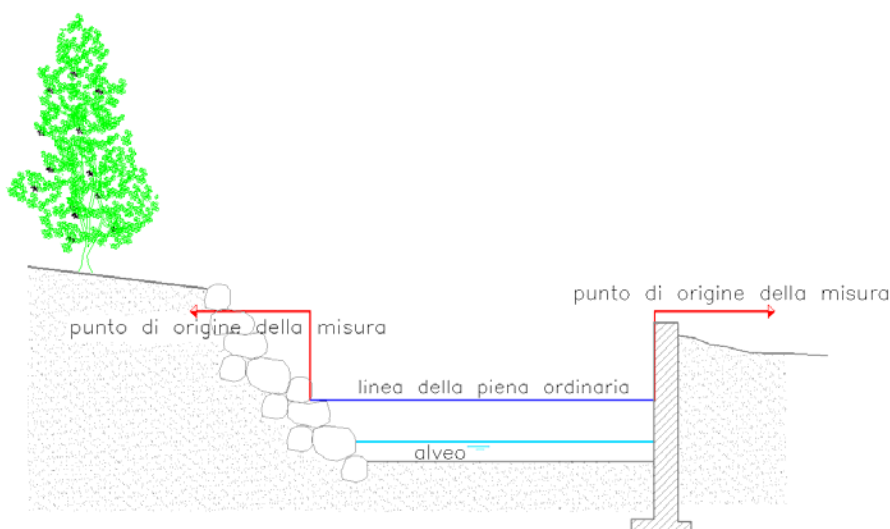 punto di origine della misura
punto di origine della misura
linea della piena ordinaria
alveo